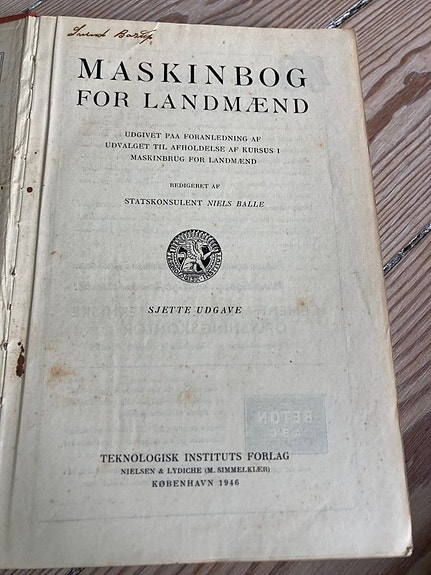 MASKINBOG
FOR LANDMÆND
UDGIVET PAA FORANLEDNING AF
UDVALGET TIL AFHOLDELSE AF KURSUS I
MASKINBRUG FOR LANDMÆND
REDIGERET AF
STATSKONSULENT NIELS BALLE
SJETTE UDGAVE
BETON
TEKNOLOGISK INSTITUTS FORLAG
NIELSEN & LYDICHE (M. SIMMELKIÆR)
KØBENHAVN 1946